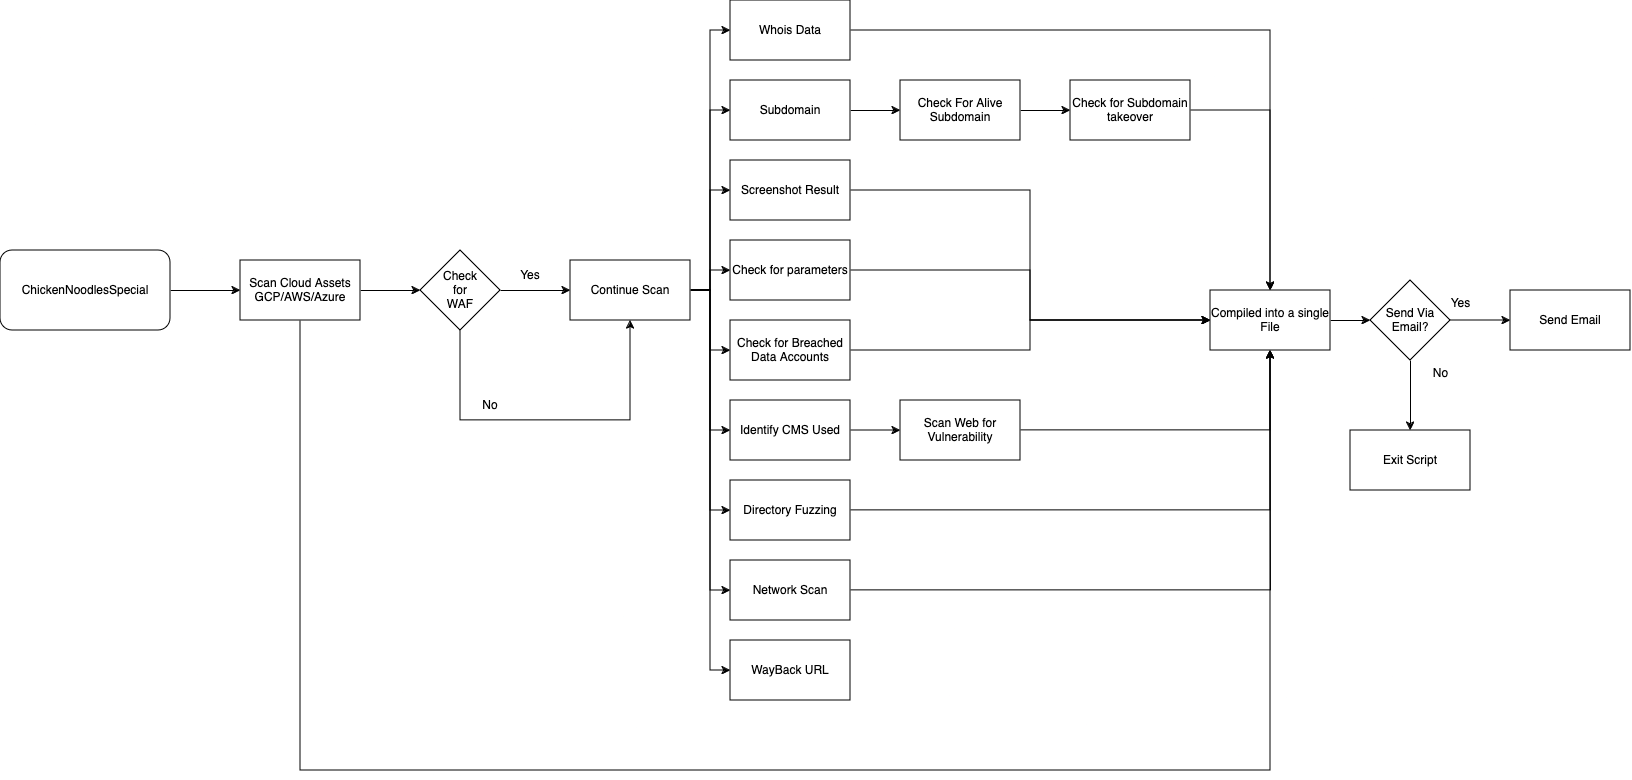 Whois Data
Subdomain
Check For Alive
Subdomain
Check for Subdomain
takeover
Screenshot Result
ChickenNoodlesSpecial
Scan Cloud Assets
GCP/AWS/Azure
Check
for
WAF
Yes
No
Continue Scan
Check for parameters
Check for Breached
Data Accounts
Identify CMS Used
Scan Web for
Vulnerability
Directory Fuzzing
Network Scan
WayBack URL
Compiled into a single
File
Send Via
Email?
Yes
Send Email
No
Exit Script